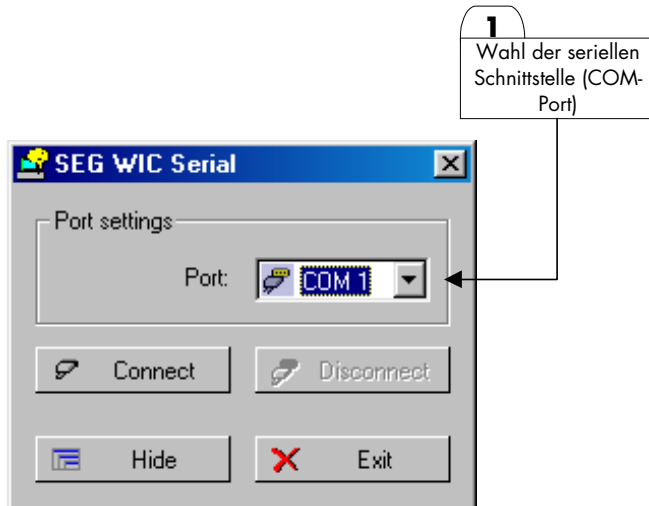 1
Wahl der seriellen
Schnittstelle (COM-
Port)
SEG WIC Serial
Port settings
Port: COM 1
Connect Disconnect
Hide Exit